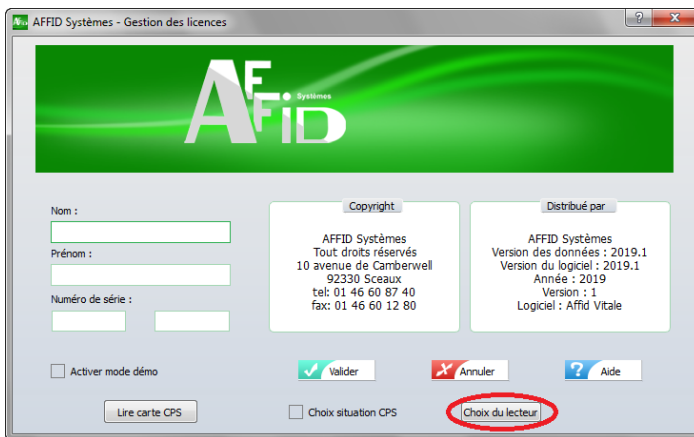 AFFID Systèmes - Gestion des licences
AFFiD
Systèmes
Nom :
Prénom :
Numéro de série :
Copyright
AFFID Systèmes
Tout droits réservés
10 avenue de Camberwell
92330 Sceaux
tel: 01 46 60 87 40
fax: 01 46 60 12 80
Distribué par
AFFID Systèmes
Version des données : 2019.1
Version du logiciel : 2019.1
Année : 2019
Version : 1
Logiciel : Affid Vitale
Activer mode démo
Valider
Annuler
? Aide
Lire carte CPS
Choix situation CPS
Choix du lecteur